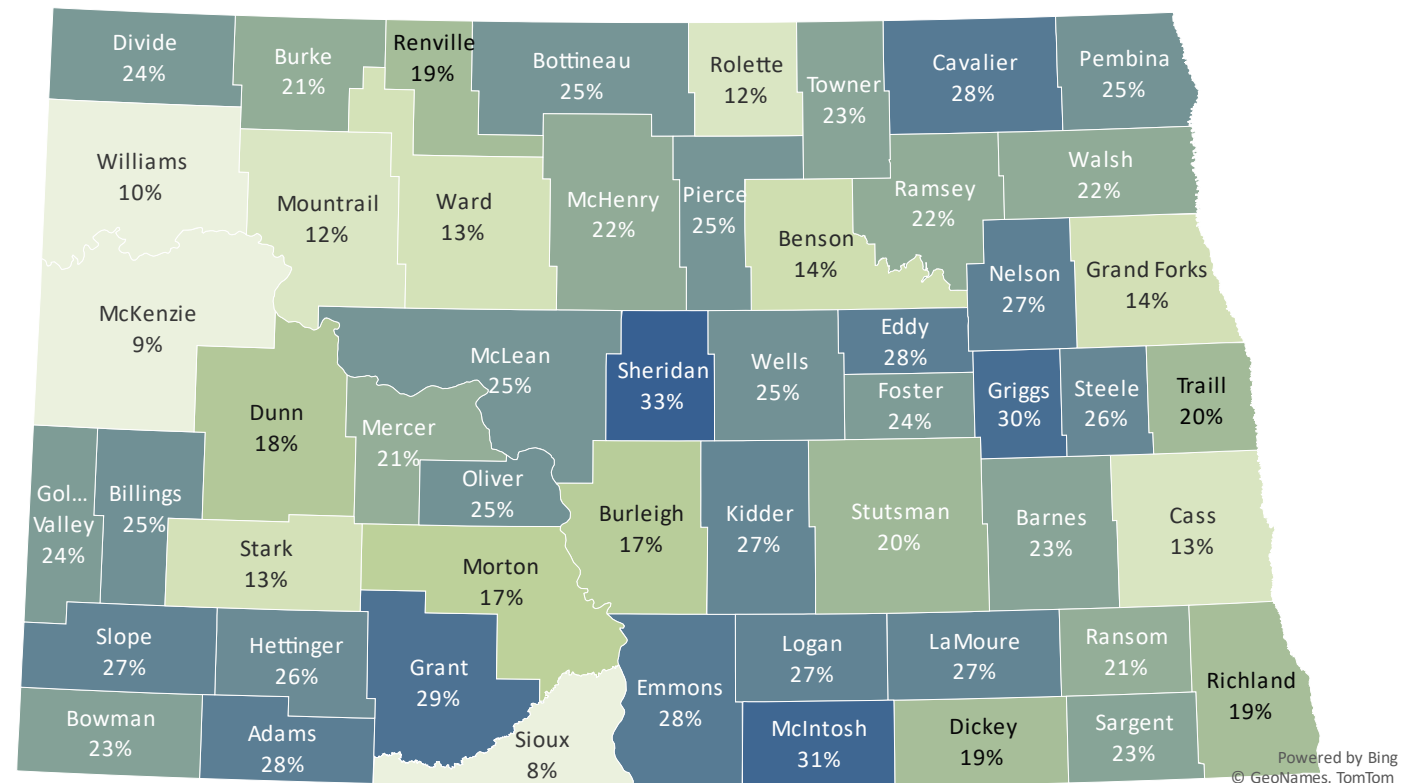 Divide
24%
Burke
21%
Renville
19%
Bottineau
25%
Rolette
12%
Towner
23%
Cavalier
28%
Pembina
25%
Williams
10%
Mountrail
12%
Ward
13%
McHenry
22%
Pierce
25%
Benson
14%
Ramsey
22%
Walsh
22%
Nelson
27%
Grand Forks
14%
McKenzie
9%
Dunn
18%
McLean
25%
Mercer
21%
Oliver
25%
Sheridan
33%
Wells
25%
Eddy
28%
Foster
24%
Griggs
30%
Steele
26%
Traill
20%
Gol...
Valley
24%
Billings
25%
Stark
13%
Morton
17%
Burleigh
17%
Kidder
27%
Stutsman
20%
Barnes
23%
Cass
13%
Slope
27%
Hettinger
26%
Grant
29%
Bowman
23%
Adams
28%
Sioux
8%
Emmons
28%
Logan
27%
McIntosh
31%
LaMoure
27%
Dickey
19%
Ransom
21%
Sargent
23%
Richland
19%
Powered by Bing
© GeoNames, TomTom